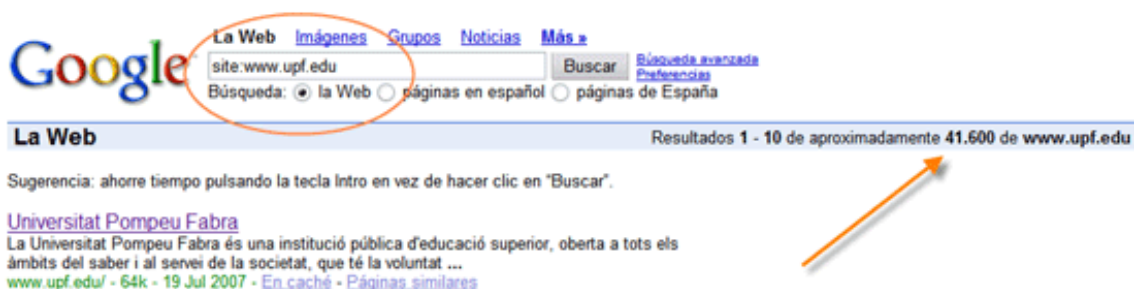 Google
La Web Imágenes Grupos Noticias Más »
site:www.upf.edu Buscar Búsqueda avanzada
Preferencias
Búsqueda: la Web páginas en español páginas de España
La Web Resultados 1 - 10 de aproximadamente 41.600 de www.upf.edu
Sugerencia: ahorre tiempo pulsando la tecla Intro en vez de hacer clic en "Buscar".
Universitat Pompeu Fabra
La Universitat Pompeu Fabra és una institució pública d'educació superior, oberta a tots els
àmbits del saber i al servei de la societat, que té la voluntat ...
www.upf.edu/ - 64k - 19 Jul 2007 - En caché - Páginas similares